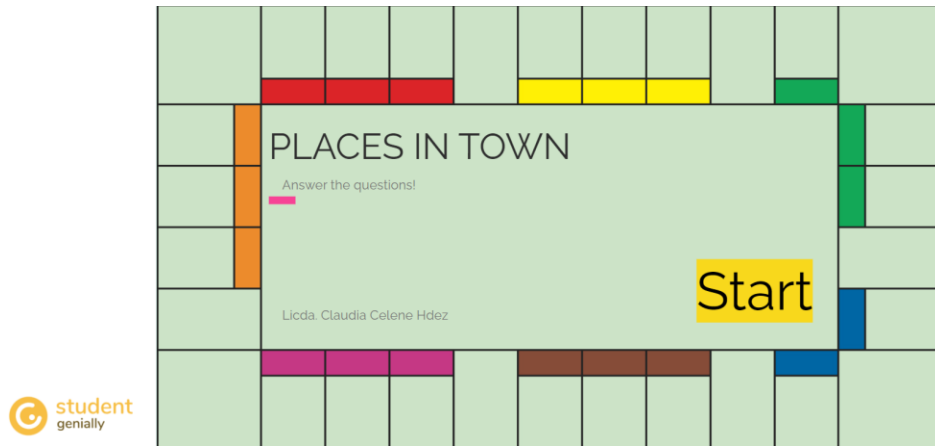 PLACES IN TOWN
Answer the questions!
Start
Licda. Claudia Celene Hdez
student
genially